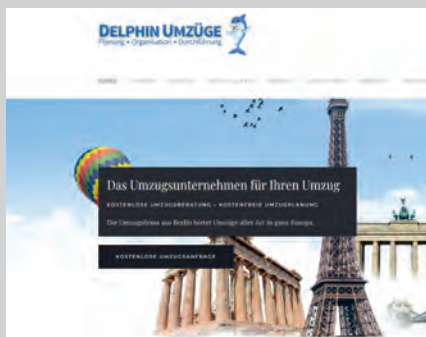 DELPHIN UMZÜGE
Planung • Organisation • Durchführung
HOME
Das Umzugsunternehmen für Ihren Umzug
KOSTENLOSE UMZUGSBERATUNG – KOSTENFREIE UMZUGPLANUNG
Die Umzugsfirma aus Berlin bietet Umzüge aller Art in ganz Europa.
KOSTENLOSE UMZUGSANFRAGE